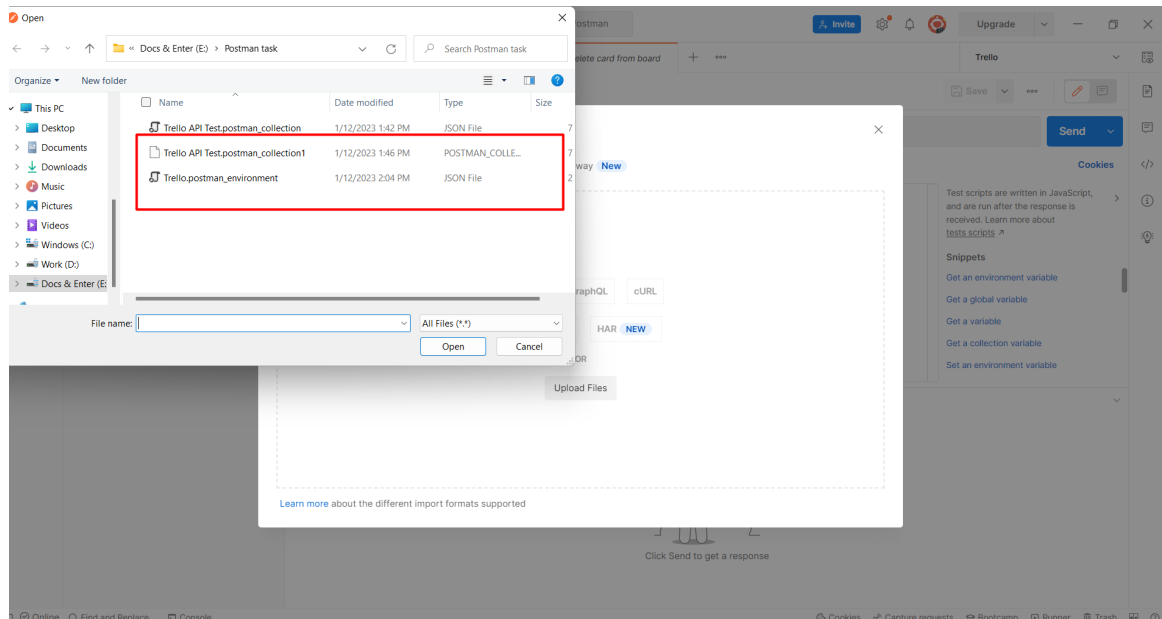 Open
ostman
Invite
Upgrade
« Docs & Enter (E:) › Postman task
Search Postman task
elete card from board
Trello
Organize
New folder
Save
This PC
Name
Date modified
Type
Size
Desktop
Trello API Test.postman_collection 1/12/2023 1:42 PM JSON File 7
Documents
Trello API Test.postman_collection1 1/12/2023 1:46 PM POSTMAN_COLLE... 7
Send
Downloads
way New
Cookies
Music
Trello.postman_environment 1/12/2023 2:04 PM JSON File 2
Pictures
Test scripts are written in JavaScript,
and are run after the response is
received. Learn more about
tests scripts
Videos
Windows (C:)
Snippets
Work (D:)
Get an environment variable
Docs & Enter (E:
raphQL
cURL
Get a global variable
File name:
All Files (*.*)
HAR NEW
Get a variable
Open
Cancel
Get a collection variable
OR
Set an environment variable
Upload Files
Learn more about the different import formats supported
Click Send to get a response
Online
Find and Replace
Console
Cookies
Capture requests
Bootcamp
Runner
Trash